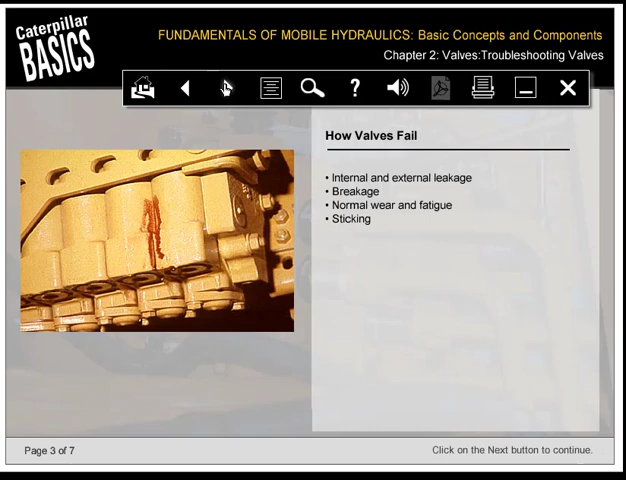 Caterpillar
BASICS
FUNDAMENTALS OF MOBILE HYDRAULICS: Basic Concepts and Components
Chapter 2: Valves:Troubleshooting Valves
?
How Valves Fail
• Internal and external leakage
• Breakage
• Normal wear and fatigue
• Sticking
Page 3 of 7
Click on the Next button to continue.